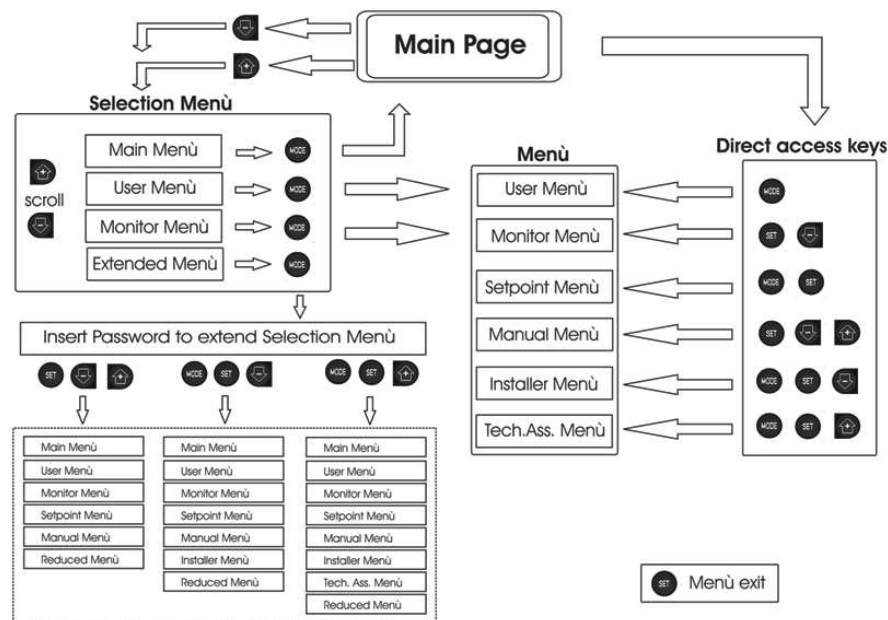 Main Page
Selection Menù
Main Menù
MODE
User Menù
MODE
scroll
Monitor Menù
MODE
Extended Menù
MODE
Insert Password to extend Selection Menù
SET
MODE SET
MODE SET
Main Menù
User Menù
Monitor Menù
Setpoint Menù
Manual Menù
Reduced Menù
Main Menù
User Menù
Monitor Menù
Setpoint Menù
Manual Menù
Installer Menù
Reduced Menù
Main Menù
User Menù
Monitor Menù
Setpoint Menù
Manual Menù
Installer Menù
Tech. Ass. Menù
Reduced Menù
Menù
User Menù
Monitor Menù
Setpoint Menù
Manual Menù
Installer Menù
Tech.Ass. Menù
Direct access keys
MODE
SET
MODE SET
SET
MODE SET
MODE SET
SET Menù exit